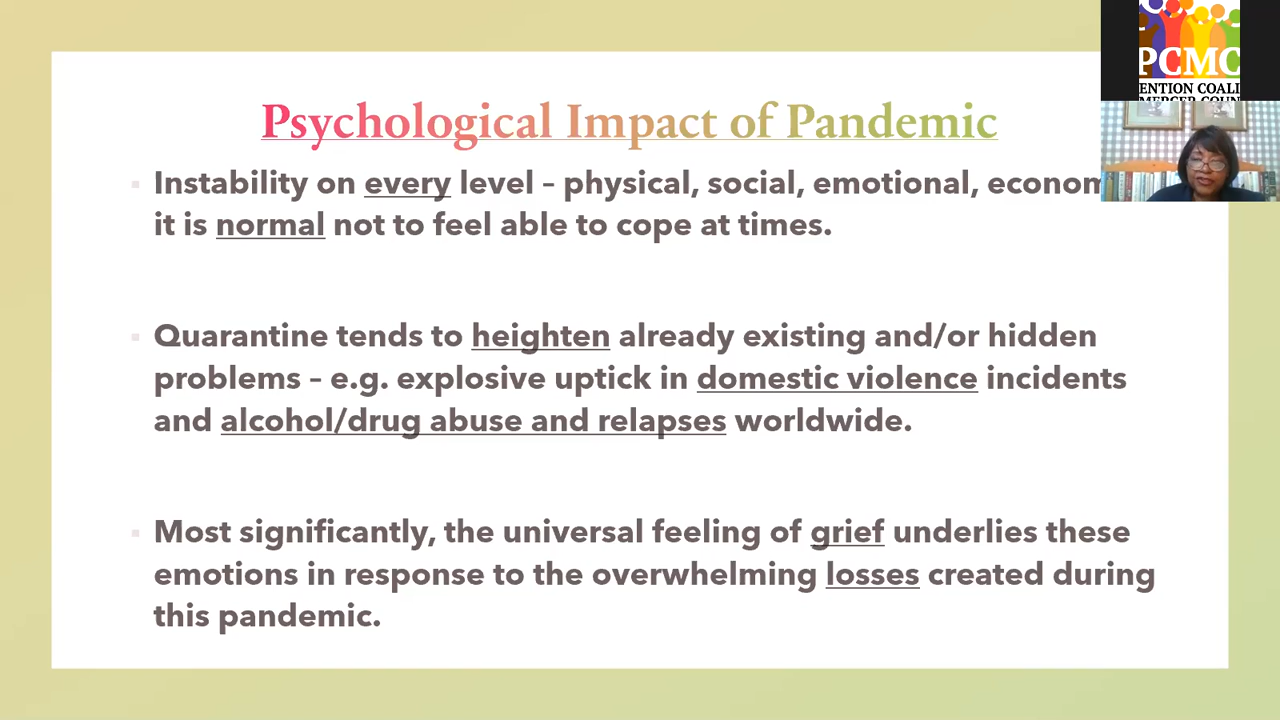 Psychological Impact of Pandemic
Instability on every level – physical, social, emotional,
it is normal not to feel able to cope at times.
Quarantine tends to heighten already existing and/or hidden
problems – e.g. explosive uptick in domestic violence incidents
and alcohol/drug abuse and relapses worldwide.
Most significantly, the universal feeling of grief underlies these
emotions in response to the overwhelming losses created during
this pandemic.
PCMC